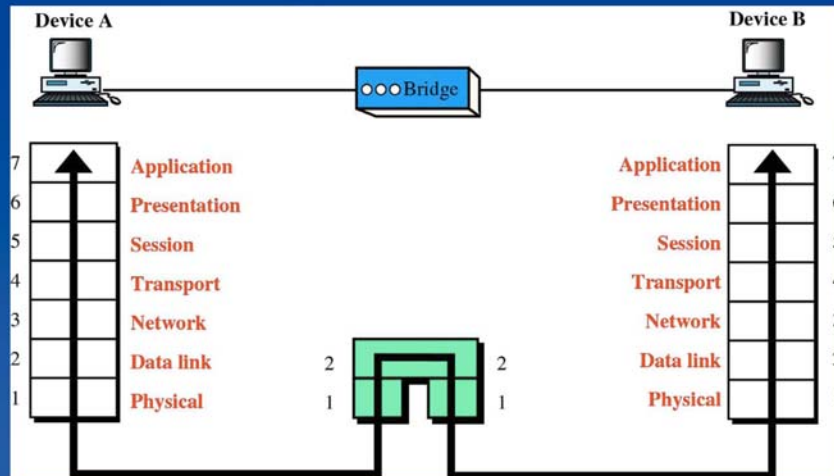 Device A
Device B
Bridge
7 Application
6 Presentation
5 Session
4 Transport
3 Network
2 Data link
1 Physical
2 2
1 1
Application
Presentation
Session
Transport
Network
Data link
Physical